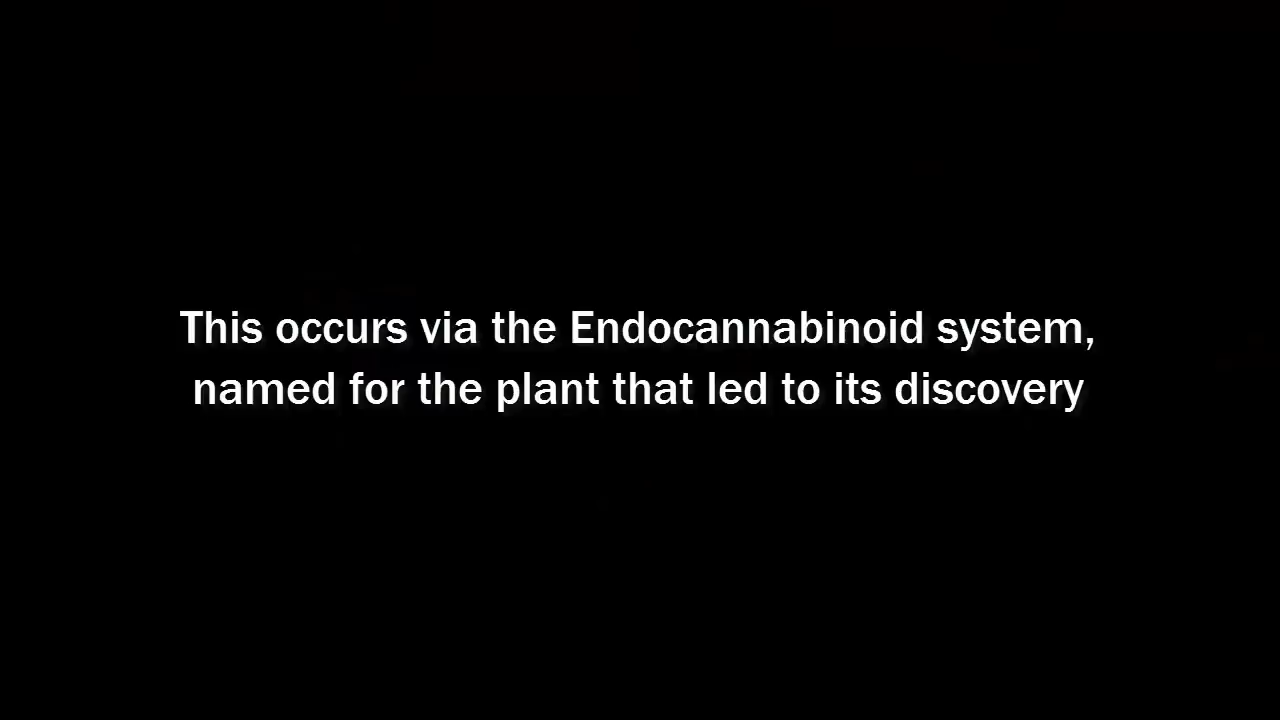 This occurs via the Endocannabinoid system,
named for the plant that led to its discovery